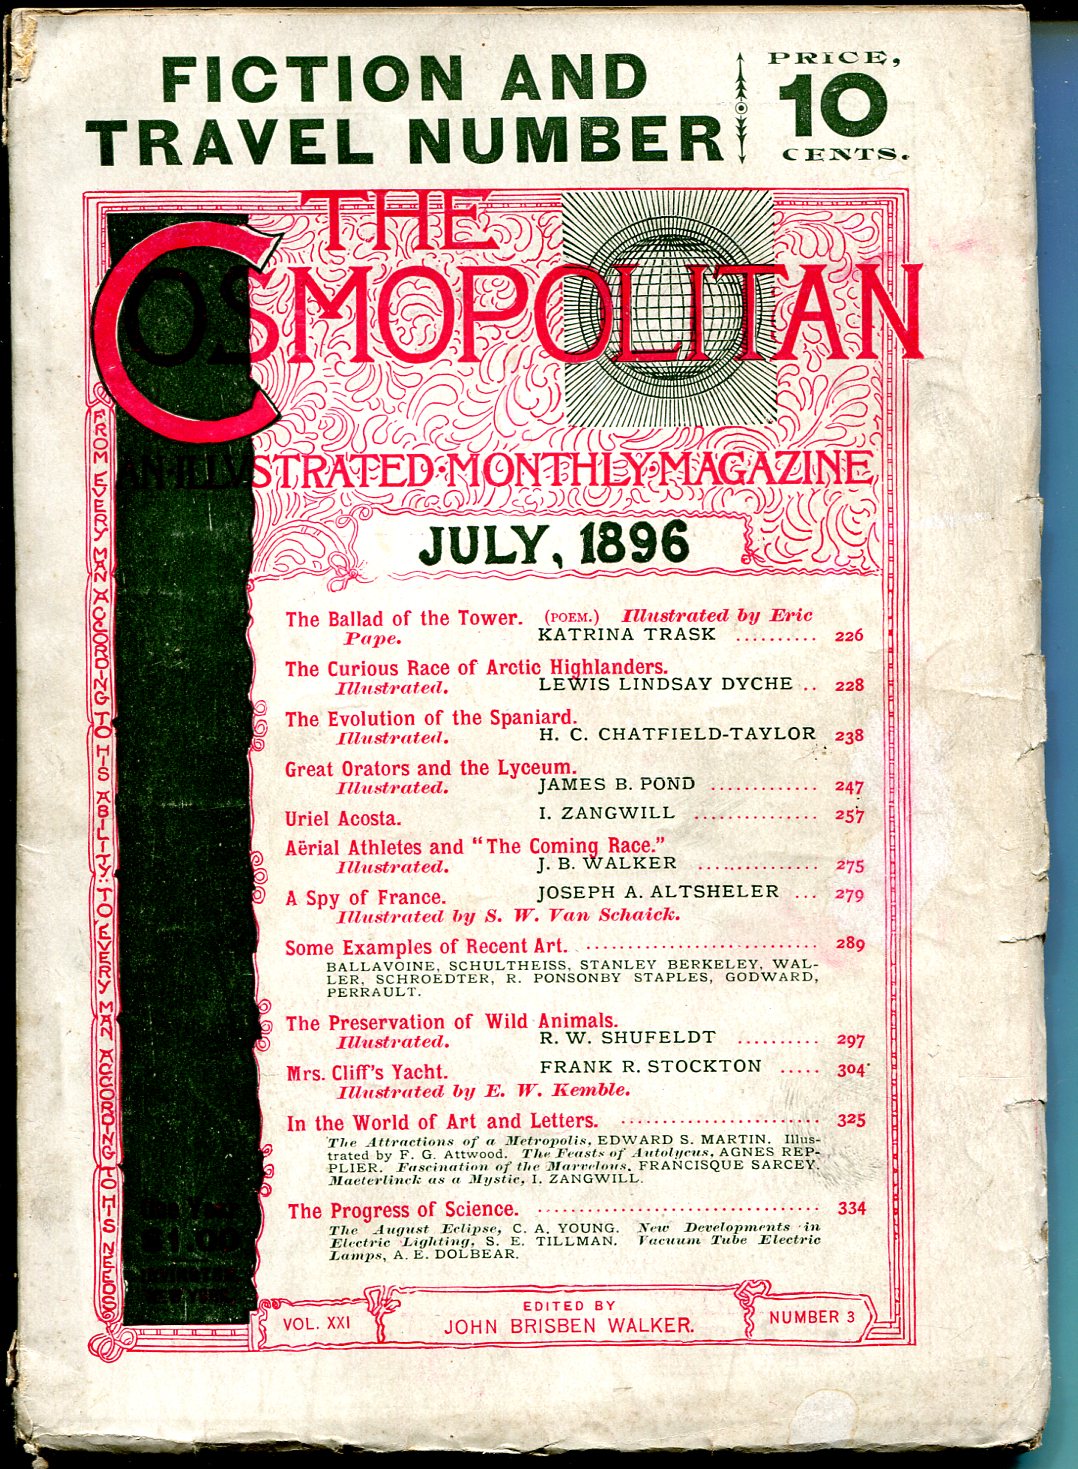 FICTION AND
TRAVEL NUMBER
PRICE,
10
CENTS.
THE
COSMOPOLITAN
AN·ILLVSTRATED·MONTHLY·MAGAZINE
JULY, 1896
FROM EVERY MAN ACCORDING TO HIS ABILITY: TO EVERY MAN ACCORDING TO HIS NEEDS
The Ballad of the Tower. (POEM.) Illustrated by Eric
Pape. KATRINA TRASK .......... 226
The Curious Race of Arctic Highlanders.
Illustrated. LEWIS LINDSAY DYCHE .. 228
The Evolution of the Spaniard.
Illustrated. H. C. CHATFIELD-TAYLOR 238
Great Orators and the Lyceum.
Illustrated. JAMES B. POND ............. 247
Uriel Acosta. I. ZANGWILL ............... 257
Aërial Athletes and "The Coming Race."
Illustrated. J. B. WALKER ............... 275
A Spy of France. JOSEPH A. ALTSHELER ... 279
Illustrated by S. W. Van Schaick.
Some Examples of Recent Art. ............................ 289
BALLAVOINE, SCHULTHEISS, STANLEY BERKELEY, WAL-
LER, SCHROEDTER, R. PONSONBY STAPLES, GODWARD,
PERRAULT.
The Preservation of Wild Animals.
Illustrated. R. W. SHUFELDT .......... 297
Mrs. Cliff's Yacht. FRANK R. STOCKTON ..... 304
Illustrated by E. W. Kemble.
In the World of Art and Letters. ........................ 325
The Attractions of a Metropolis, EDWARD S. MARTIN. Illus-
trated by F. G. Attwood. The Feasts of Autolycus, AGNES REP-
PLIER. Fascination of the Marvelous, FRANCISQUE SARCEY.
Maeterlinck as a Mystic, I. ZANGWILL.
The Progress of Science. .................................. 334
The August Eclipse, C. A. YOUNG. New Developments in
Electric Lighting, S. E. TILLMAN. Vacuum Tube Electric
Lamps, A. E. DOLBEAR.
VOL. XXI
EDITED BY
JOHN BRISBEN WALKER.
NUMBER 3